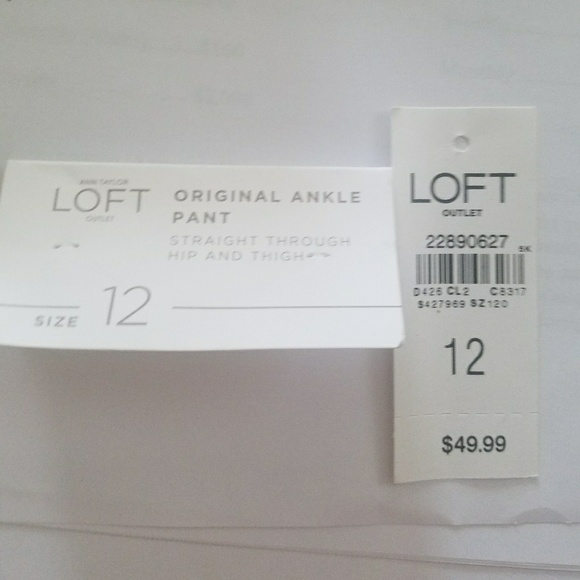 ANN TAYLOR
LOFT
OUTLET
ORIGINAL ANKLE
PANT
STRAIGHT THROUGH
HIP AND THIGH
SIZE 12
LOFT
OUTLET
22890627
SK
D426 CL2 C8317
S427969 SZ120
12
$49.99